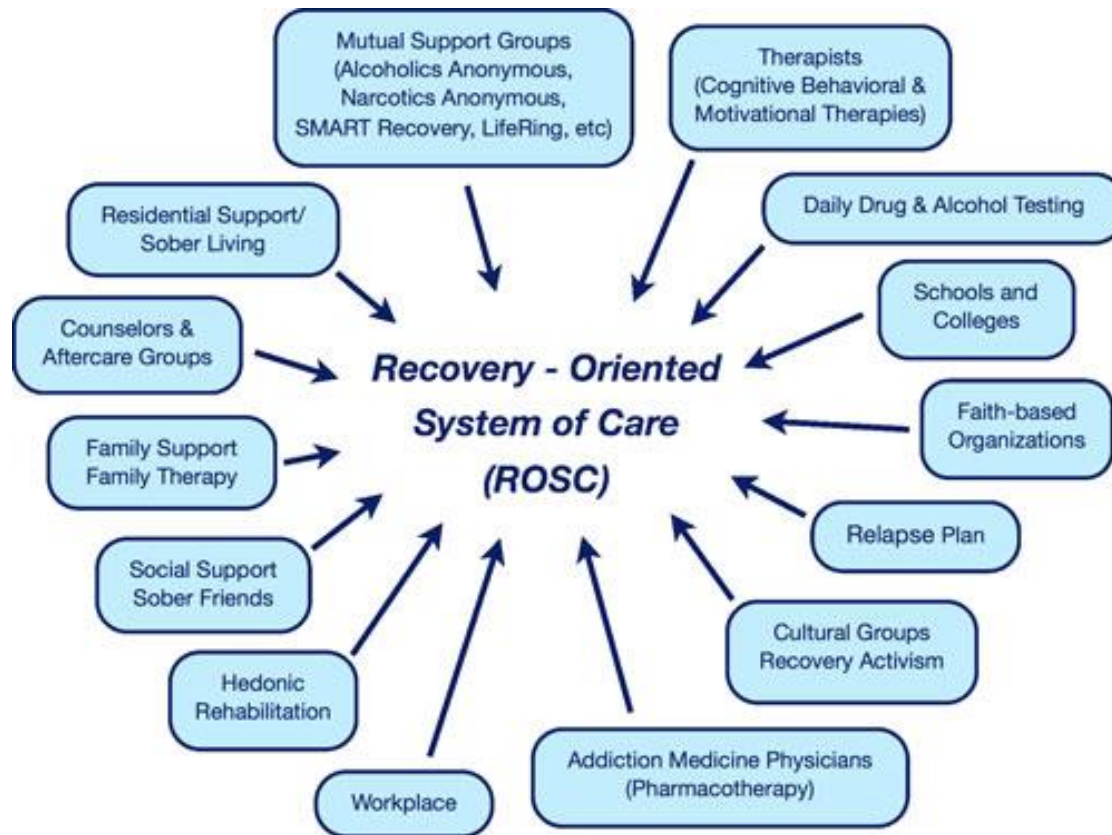 Mutual Support Groups
(Alcoholics Anonymous,
Narcotics Anonymous,
SMART Recovery, LifeRing, etc)
Therapists
(Cognitive Behavioral &
Motivational Therapies)
Residential Support/
Sober Living
Daily Drug & Alcohol Testing
Counselors &
Aftercare Groups
Schools and
Colleges
Recovery - Oriented
System of Care
(ROSC)
Family Support
Family Therapy
Faith-based
Organizations
Social Support
Sober Friends
Relapse Plan
Hedonic
Rehabilitation
Cultural Groups
Recovery Activism
Workplace
Addiction Medicine Physicians
(Pharmacotherapy)